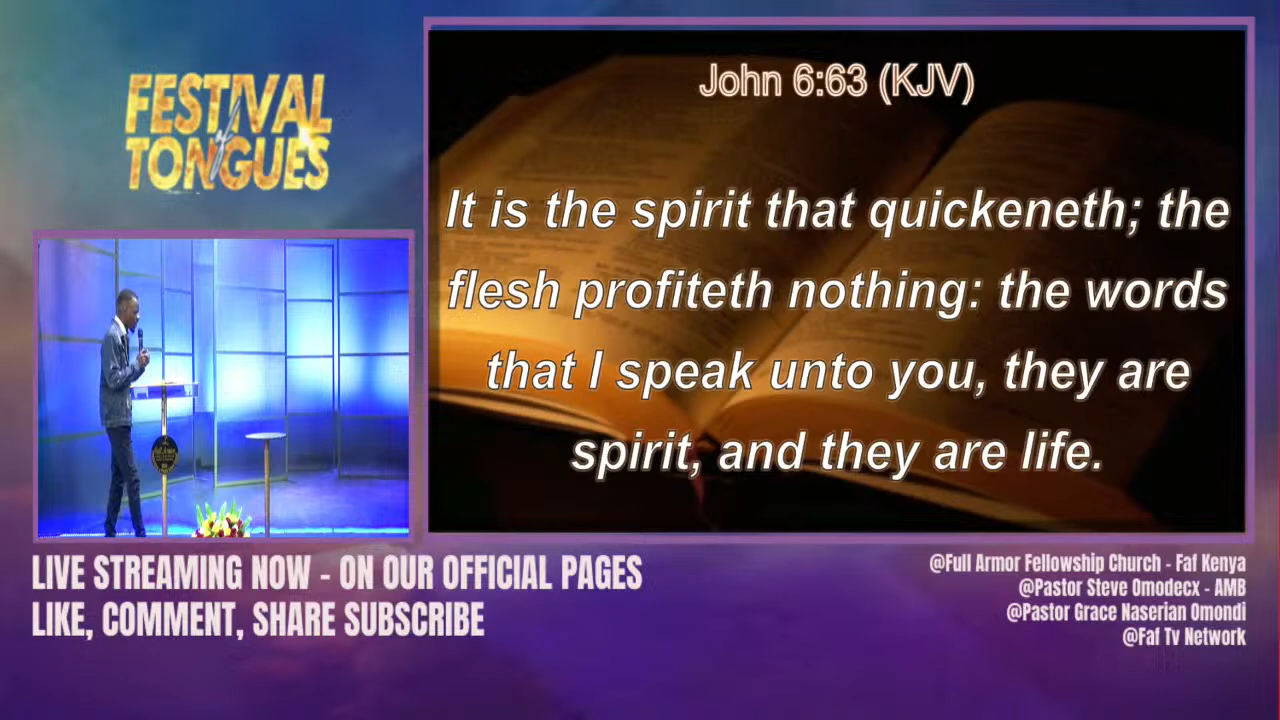 FESTIVAL
of
TONGUES
John 6:63 (KJV)
It is the spirit that quickeneth; the
flesh profiteth nothing: the words
that I speak unto you, they are
spirit, and they are life.
LIVE STREAMING NOW - ON OUR OFFICIAL PAGES
LIKE, COMMENT, SHARE SUBSCRIBE
@Full Armor Fellowship Church - Faf Kenya
@Pastor Steve Omodecx - AMB
@Pastor Grace Naserian Omondi
@Faf Tv Network